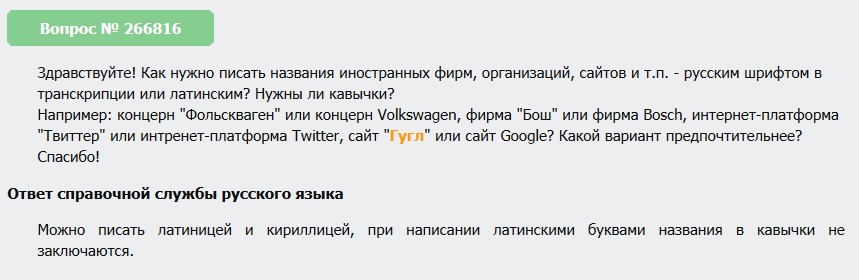 Вопрос № 266816
Здравствуйте! Как нужно писать названия иностранных фирм, организаций, сайтов и т.п. - русским шрифтом в
транскрипции или латинским? Нужны ли кавычки?
Например: концерн "Фольскваген" или концерн Volkswagen, фирма "Бош" или фирма Bosch, интернет-платформа
"Твиттер" или интренет-платформа Twitter, сайт "Гугл" или сайт Google? Какой вариант предпочтительнее?
Спасибо!
Ответ справочной службы русского языка
Можно писать латиницей и кириллицей, при написании латинскими буквами названия в кавычки не
заключаются.